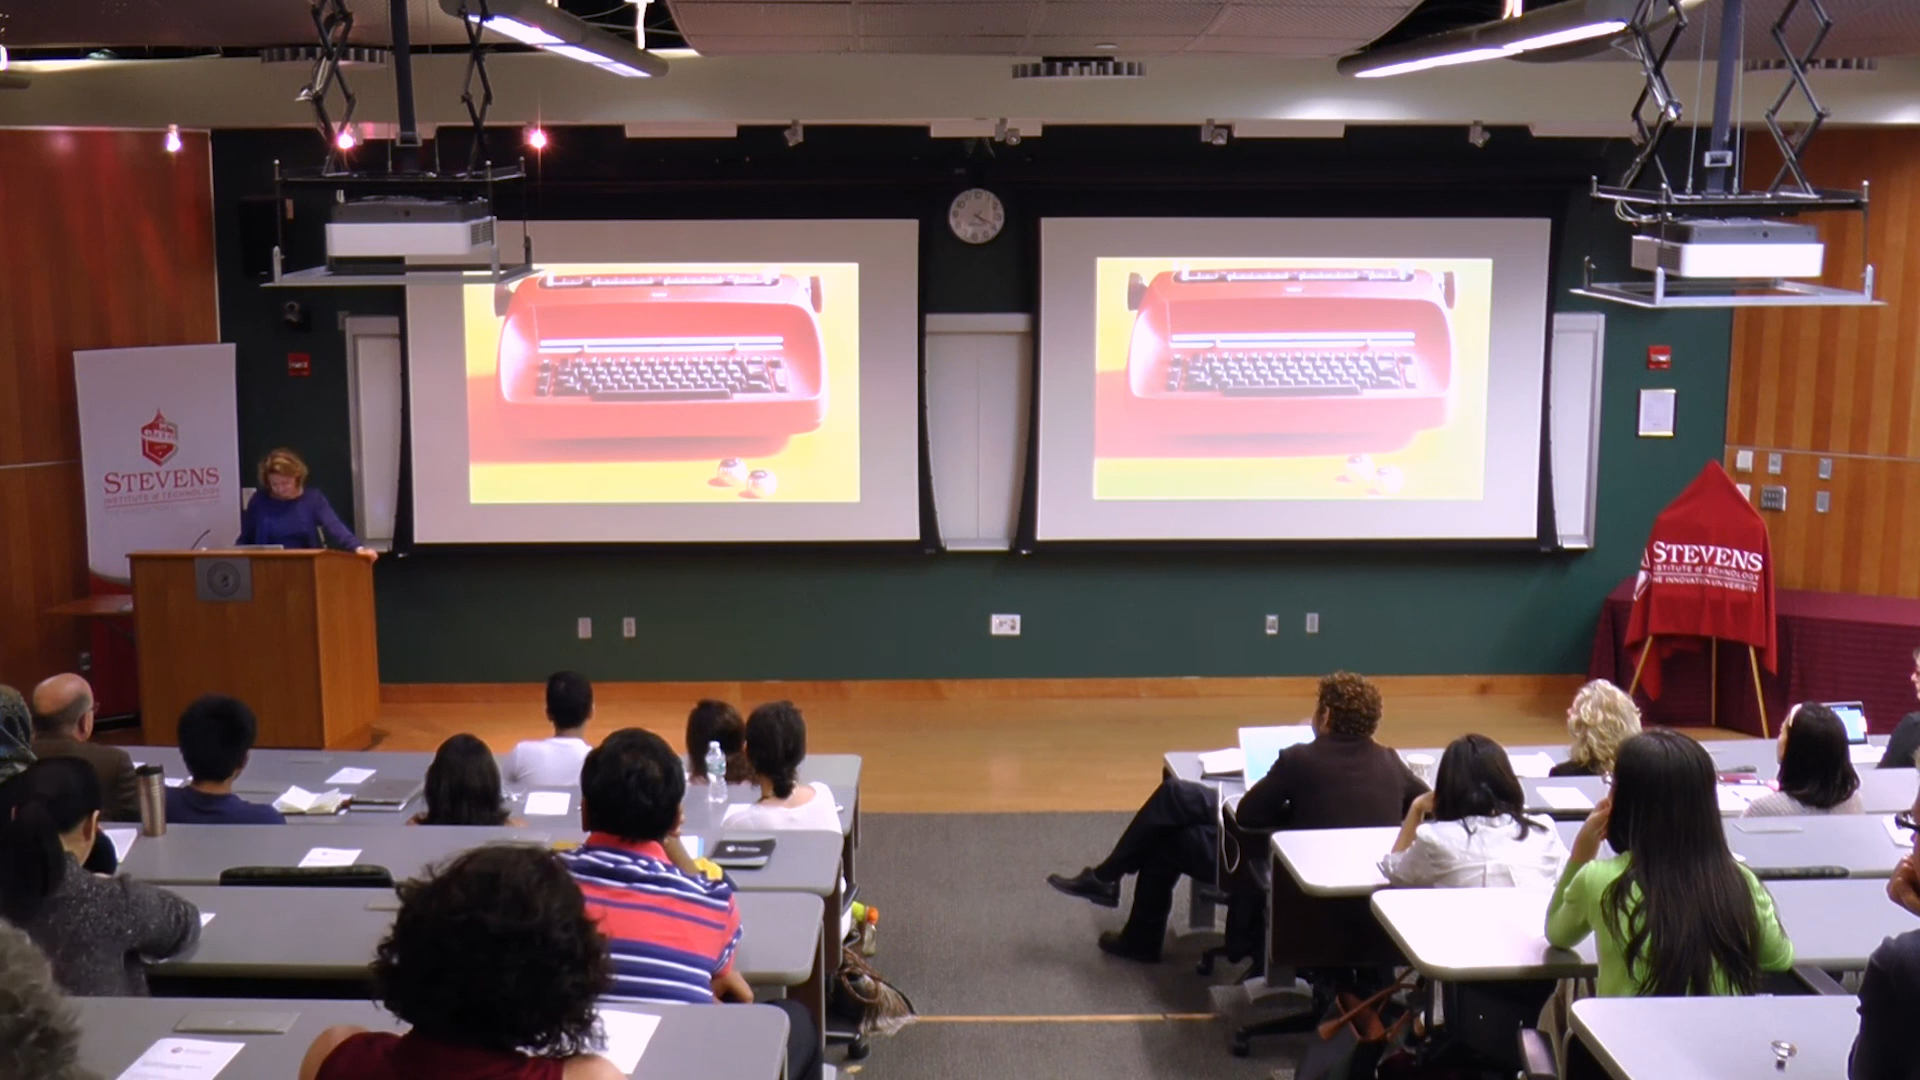 STEVENS
INSTITUTE of TECHNOLOGY
STEVENS
INSTITUTE of TECHNOLOGY
THE INNOVATION UNIVERSITY